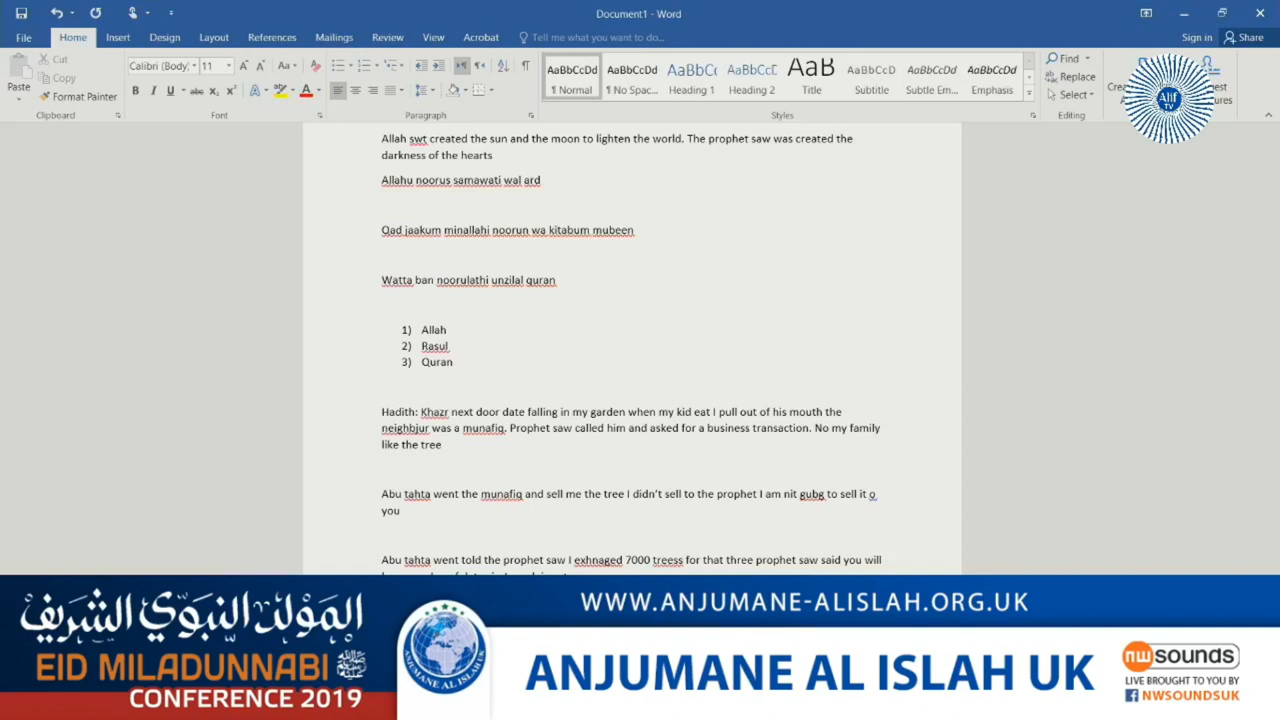 Document1 - Word
File Home Insert Design Layout References Mailings Review View Acrobat Tell me what you want to do... Sign in Share
Cut
Copy
Paste
Format Painter
Calibri (Body) 11
AaBbCcDd AaBbCcDd AaBbCc AaBbCcE AaB AaBbCcD AaBbCcDd AaBbCcDd
¶ Normal ¶ No Spac... Heading 1 Heading 2 Title Subtitle Subtle Em... Emphasis
Find
Replace
Select
Clipboard Font Paragraph Styles Editing
Alif
TV
Allah swt created the sun and the moon to lighten the world. The prophet saw was created the
darkness of the hearts
Allahu noorus samawati wal ard
Qad jaakum minallahi noorun wa kitabum mubeen
Watta ban noorulathi unzilal quran
1) Allah
2) Rasul
3) Quran
Hadith: Khazr next door date falling in my garden when my kid eat I pull out of his mouth the
neighbjur was a munafiq. Prophet saw called him and asked for a business transaction. No my family
like the tree
Abu tahta went the munafiq and sell me the tree I didn't sell to the prophet I am nit gubg to sell it o
you
Abu tahta went told the prophet saw I exhnaged 7000 treess for that three prophet saw said you will
المولد النبوي الشريف
EID MILADUNNABI ﷺ
CONFERENCE 2019
ANJUMANE AL ISLAH UK
WWW.ANJUMANE-ALISLAH.ORG.UK
ANJUMANE AL ISLAH UK
nw sounds
LIVE BROUGHT TO YOU BY
NWSOUNDSUK